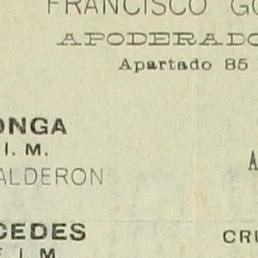 FRANCISCO GO
APODERADO
Apartado 85
ONGA
I. M.
ALDERON
A
CEDES
CRU
E I. M.